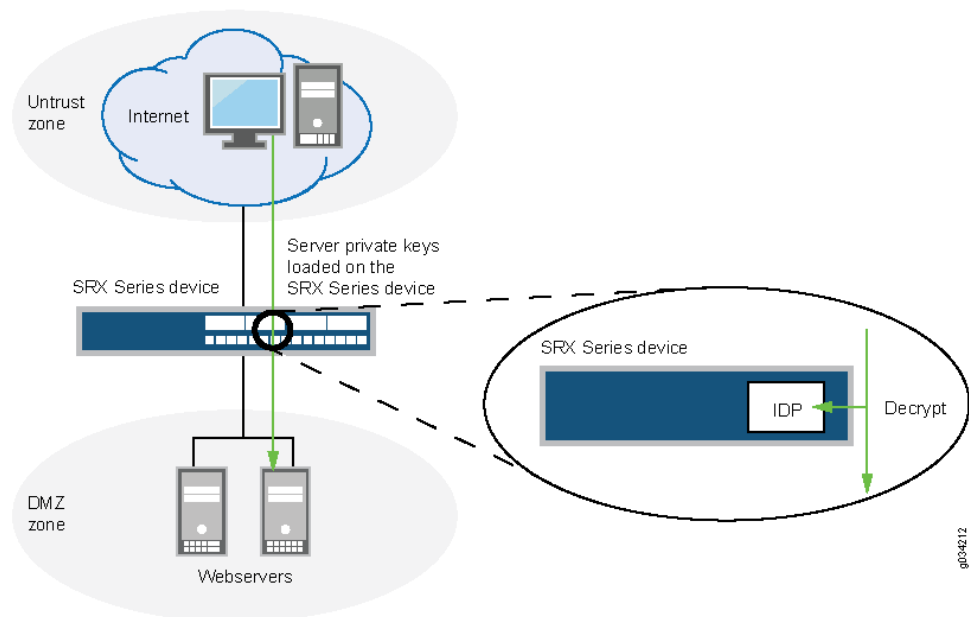 Untrust
zone
Internet
Server private keys
loaded on the
SRX Series device
SRX Series device
SRX Series device
IDP
Decrypt
DMZ
zone
Webservers
g034212